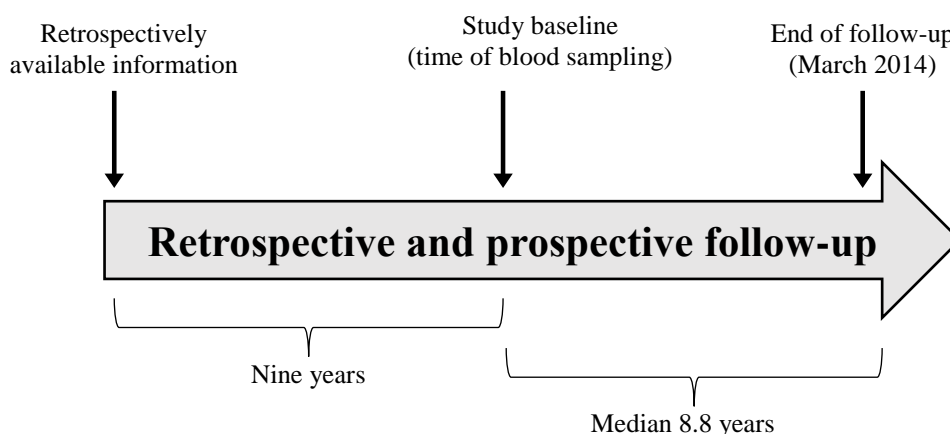 Retrospectively
available information
Study baseline
(time of blood sampling)
End of follow-up
(March 2014)
Retrospective and prospective follow-up
Nine years
Median 8.8 years